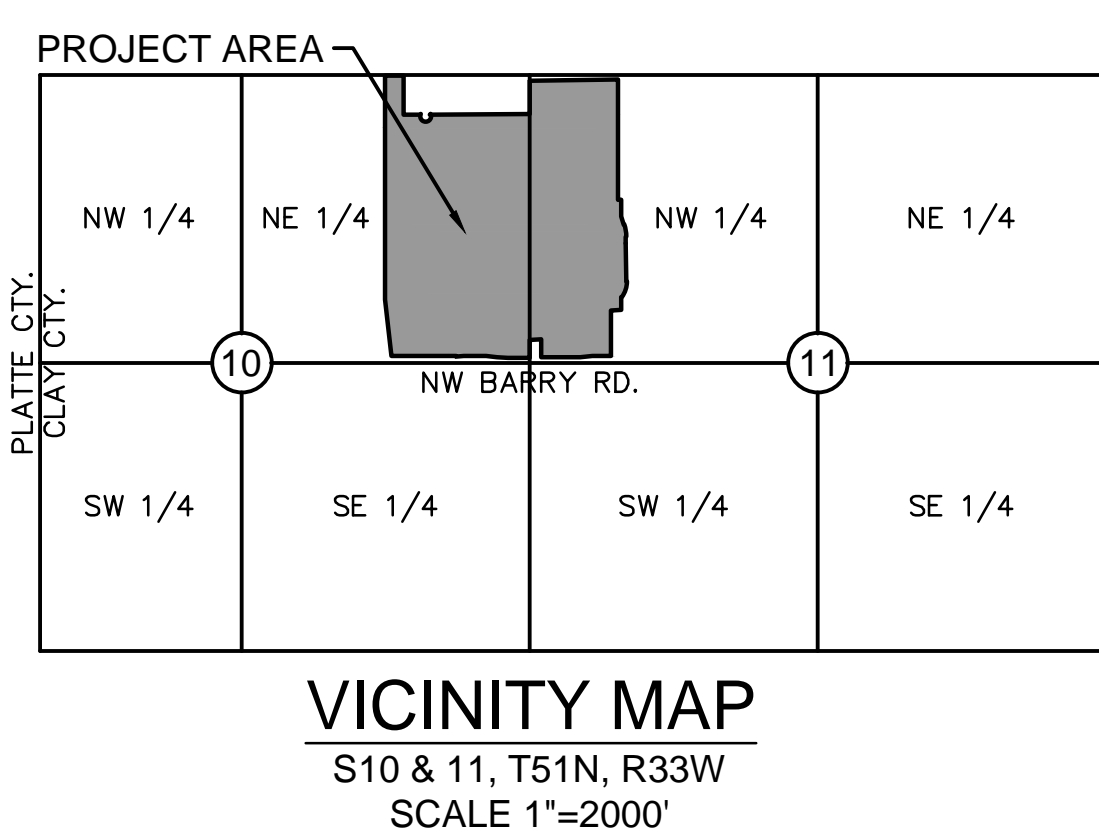 PROJECT AREA
NW 1/4
NE 1/4
NW 1/4
NE 1/4
PLATTE CTY.
CLAY CTY.
10
11
NW BARRY RD.
SW 1/4
SE 1/4
SW 1/4
SE 1/4
VICINITY MAP
S10 & 11, T51N, R33W
SCALE 1"=2000'